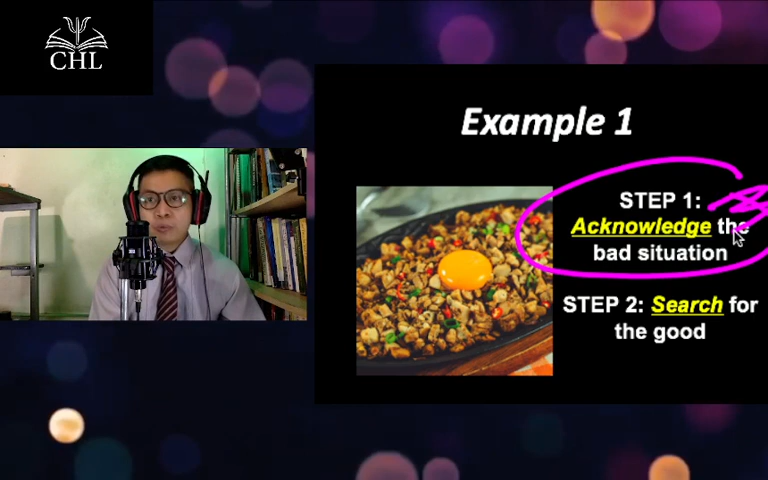 CHL
Example 1
STEP 1:
Acknowledge the
bad situation
STEP 2: Search for
the good